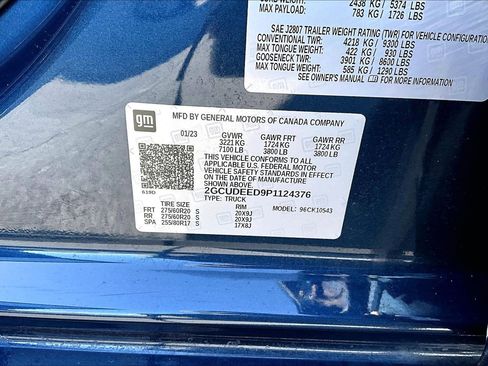 2438 KG / 5374 LBS
MAX PAYLOAD: 783 KG / 1726 LBS
SAE J2807 TRAILER WEIGHT RATING (TWR) FOR VEHICLE CONFIGURATION
CONVENTIONAL TWR: 4218 KG / 9300 LBS
MAX TONGUE WEIGHT: 422 KG / 930 LBS
GOOSENECK TWR: 3901 KG / 8600 LBS
MAX TONGUE WEIGHT: 585 KG / 1290 LBS
SEE OWNER'S MANUAL FOR MORE INFORMATION
gm
MFD BY GENERAL MOTORS OF CANADA COMPANY
01/23 GVWR GAWR FRT GAWR RR
3221 KG 1724 KG 1724 KG
7100 LB 3800 LB 3800 LB
THIS VEHICLE CONFORMS TO ALL APPLICABLE
U.S. FEDERAL MOTOR VEHICLE SAFETY
STANDARDS IN EFFECT ON THE DATE OF MANUFACTURE
SHOWN ABOVE.
2GCUDEED9P1124376
TYPE: TRUCK
MODEL: 96CK10543
TIRE SIZE RIM
FRT 275/60R20 S 20X9J
RR 275/60R20 S 20X9J
SPA 255/80R17 S 17X8J